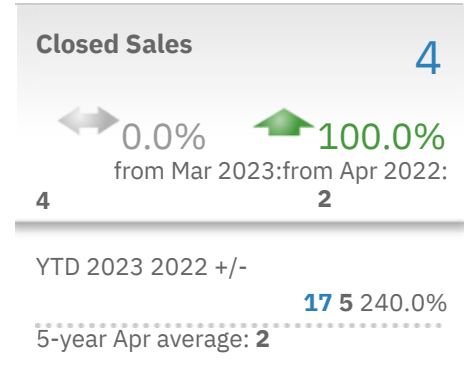 Closed Sales 4
0.0% 100.0%
from Mar 2023:from Apr 2022:
4 2
YTD 2023 2022 +/-
17 5 240.0%
5-year Apr average: 2